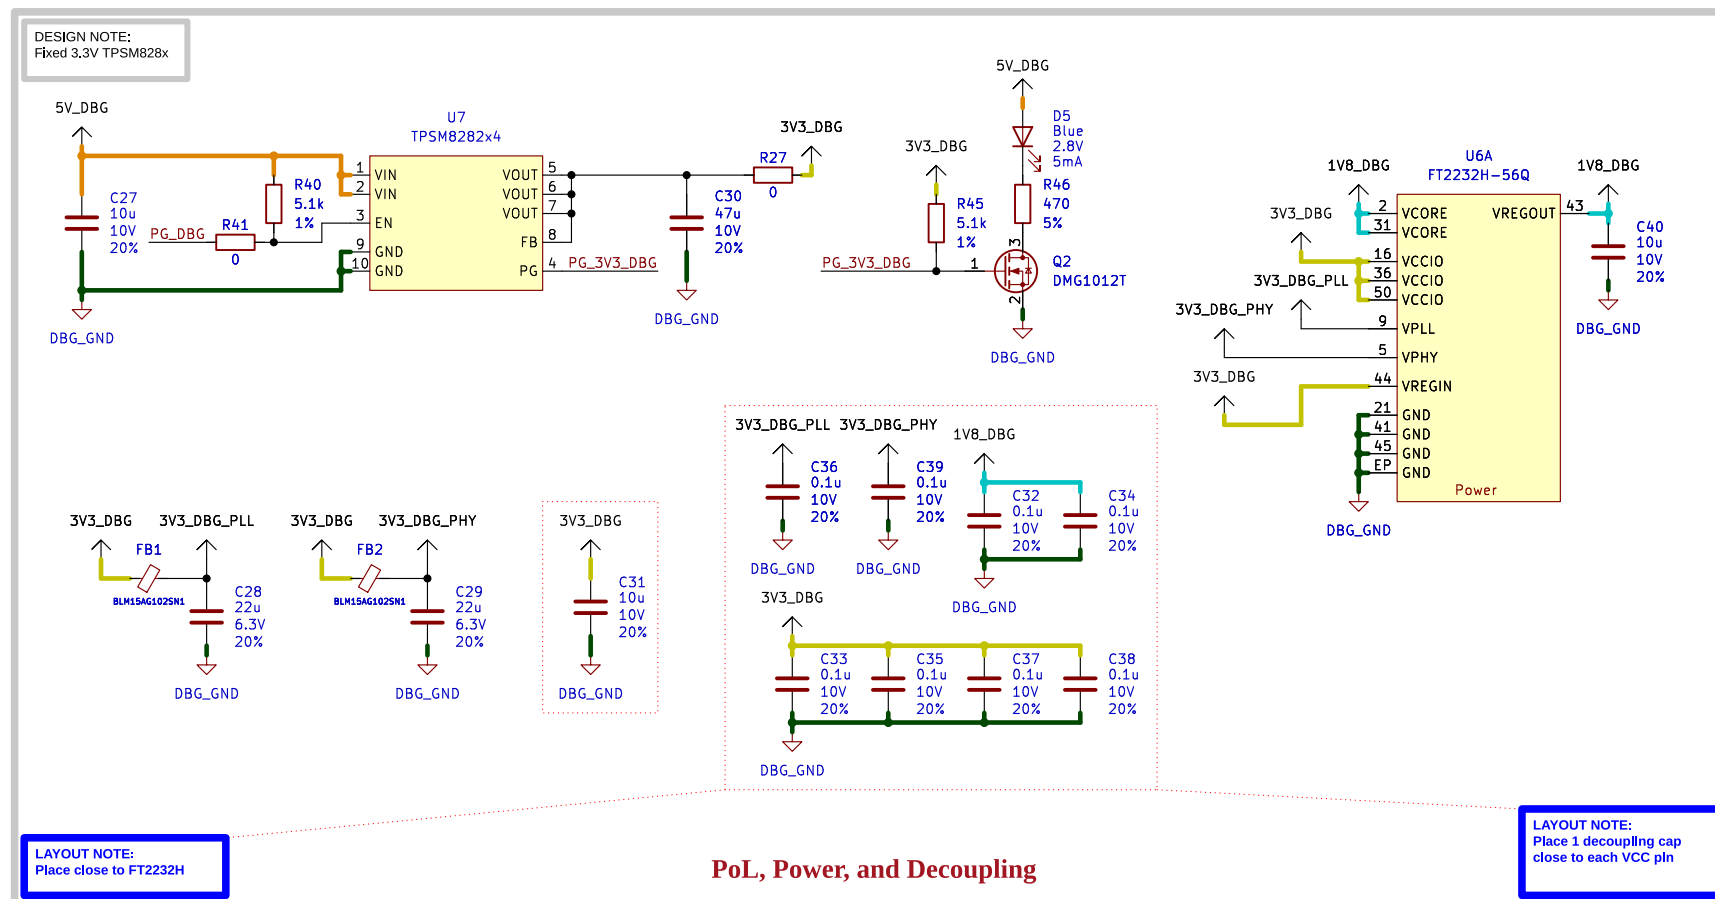 DESIGN NOTE:
Fixed 3.3V TPSM828x
5V_DBG
C27
10u
10V
20%
DBG_GND
PG_DBG
R41
0
R40
5.1k
1%
U7
TPSM8282x4
1 VIN
2 VIN
3 EN
9 GND
10 GND
VOUT 5
VOUT 6
VOUT 7
FB 8
PG 4
PG_3V3_DBG
C30
47u
10V
20%
DBG_GND
R27
0
3V3_DBG
PG_3V3_DBG
3V3_DBG
R45
5.1k
1%
5V_DBG
D5
Blue
2.8V
5mA
R46
470
5%
1
3
2
Q2
DMG1012T
DBG_GND
U6A
FT2232H-56Q
1V8_DBG
3V3_DBG
3V3_DBG_PLL
3V3_DBG_PHY
3V3_DBG
2 VCORE
31 VCORE
16 VCCIO
36 VCCIO
50 VCCIO
9 VPLL
5 VPHY
44 VREGIN
21 GND
41 GND
45 GND
EP GND
VREGOUT 43
Power
DBG_GND
1V8_DBG
C40
10u
10V
20%
DBG_GND
3V3_DBG
FB1
BLM15AG102SN1
3V3_DBG_PLL
C28
22u
6.3V
20%
DBG_GND
3V3_DBG
FB2
BLM15AG102SN1
3V3_DBG_PHY
C29
22u
6.3V
20%
DBG_GND
3V3_DBG
C31
10u
10V
20%
DBG_GND
3V3_DBG_PLL
C36
0.1u
10V
20%
DBG_GND
3V3_DBG_PHY
C39
0.1u
10V
20%
DBG_GND
1V8_DBG
C32
0.1u
10V
20%
C34
0.1u
10V
20%
DBG_GND
3V3_DBG
C33
0.1u
10V
20%
C35
0.1u
10V
20%
C37
0.1u
10V
20%
C38
0.1u
10V
20%
DBG_GND
LAYOUT NOTE:
Place close to FT2232H
PoL, Power, and Decoupling
LAYOUT NOTE:
Place 1 decoupling cap
close to each VCC pin